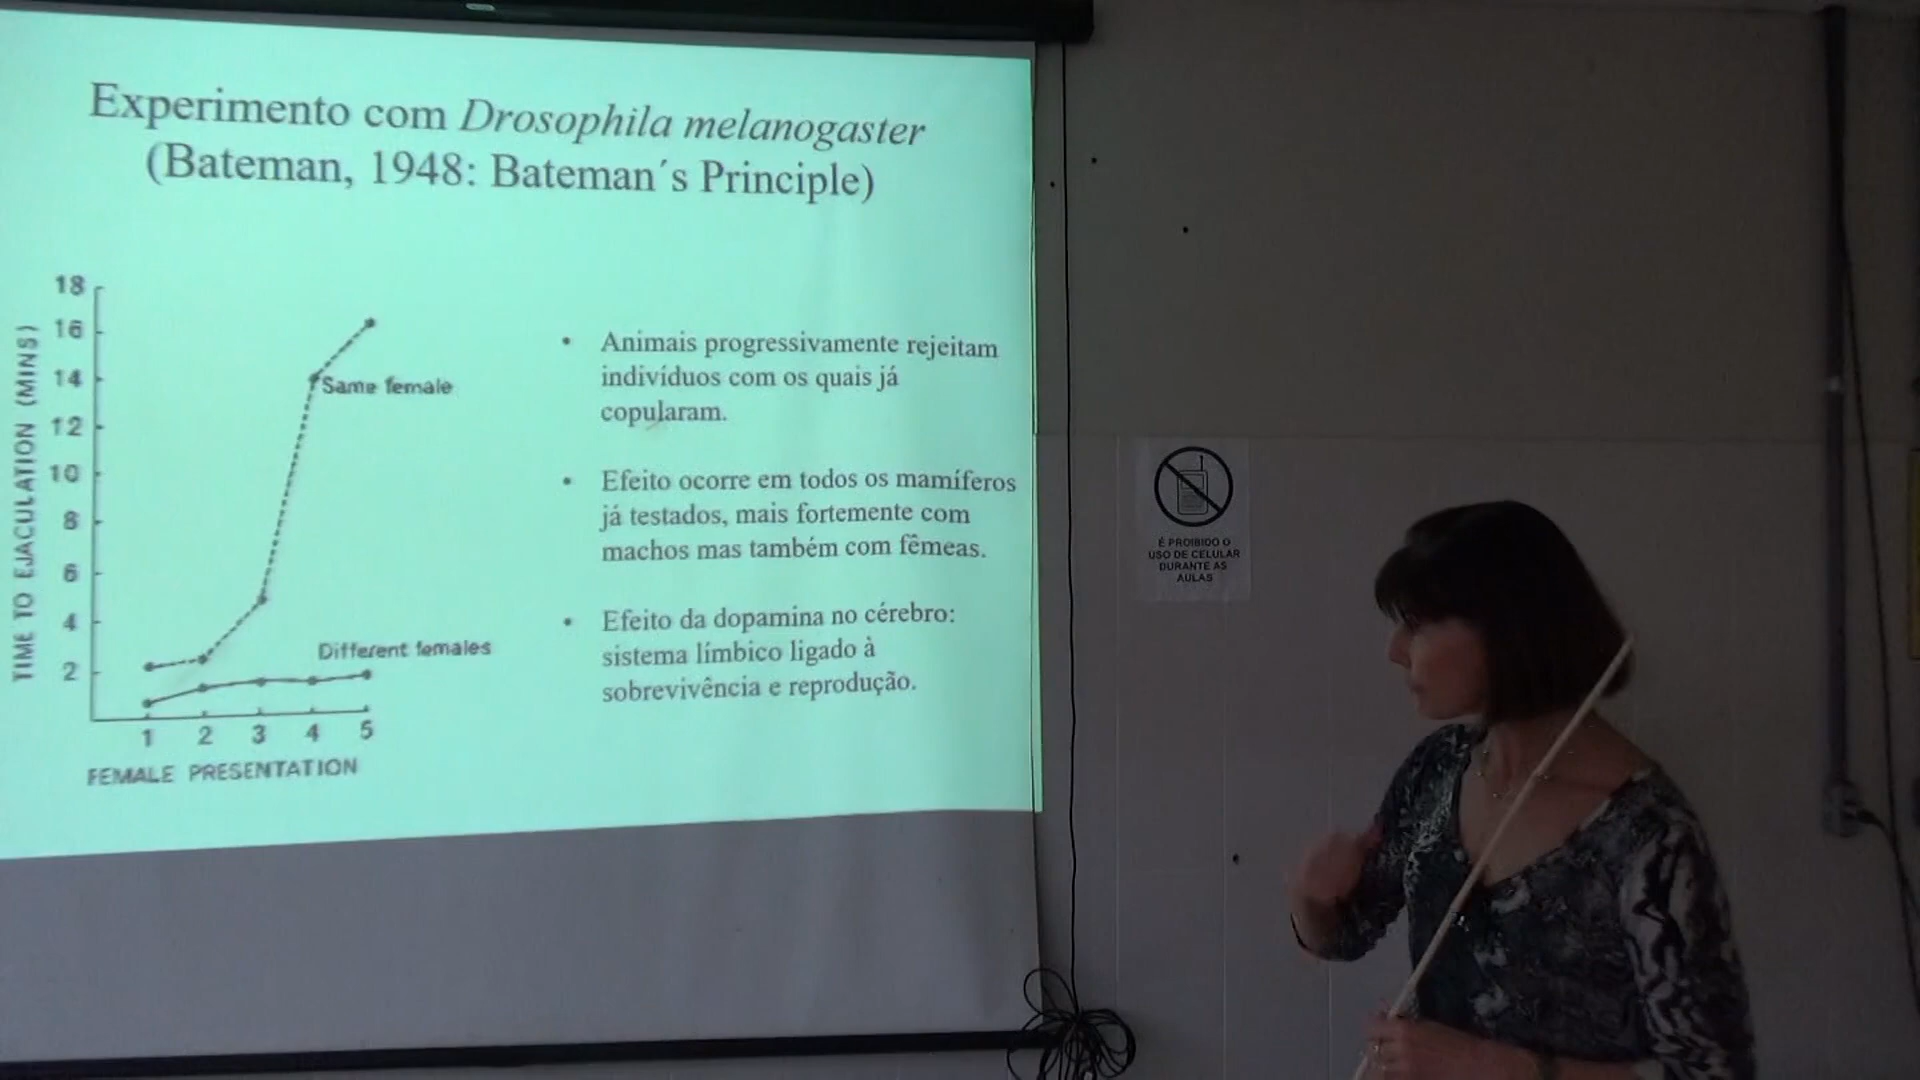 Experimento com Drosophila melanogaster
(Bateman, 1948: Bateman´s Principle)
18
16
14
12
10
8
6
4
2
TIME TO EJACULATION (MINS)
Same female
Different females
1 2 3 4 5
FEMALE PRESENTATION
• Animais progressivamente rejeitam
indivíduos com os quais já
copularam.
• Efeito ocorre em todos os mamíferos
já testados, mais fortemente com
machos mas também com fêmeas.
• Efeito da dopamina no cérebro:
sistema límbico ligado à
sobrevivência e reprodução.
É PROIBIDO O
USO DE CELULAR
DURANTE AS
AULAS